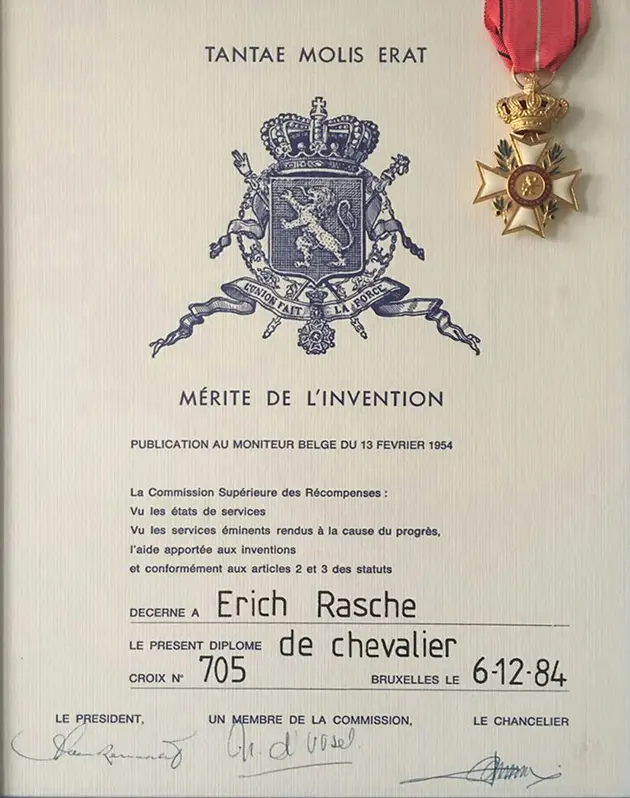 TANTAE MOLIS ERAT
L'UNION FAIT LA FORCE
MÉRITE DE L'INVENTION
PUBLICATION AU MONITEUR BELGE DU 13 FEVRIER 1954
La Commission Supérieure des Récompenses :
Vu les états de services
Vu les services éminents rendus à la cause du progrès,
l'aide apportée aux inventions
et conformément aux articles 2 et 3 des statuts
DECERNE A Erich Rasche
LE PRESENT DIPLOME de chevalier
CROIX N° 705 BRUXELLES LE 6-12-84
LE PRESIDENT, UN MEMBRE DE LA COMMISSION, LE CHANCELIER